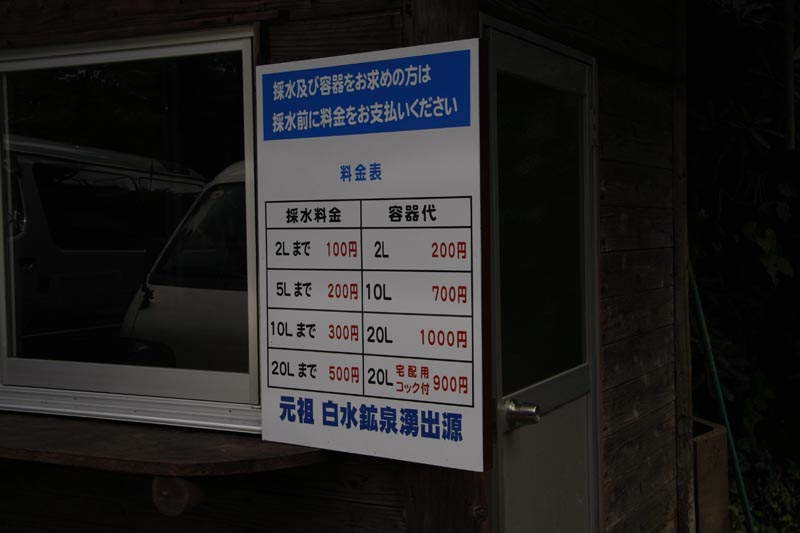 採水及び容器をお求めの方は
採水前に料金をお支払いください
料金表
採水料金 容器代
2Lまで 100円 2L 200円
5Lまで 200円 10L 700円
10Lまで 300円 20L 1000円
20Lまで 500円 20L 宅配用コック付 900円
元祖 白水鉱泉湧出源